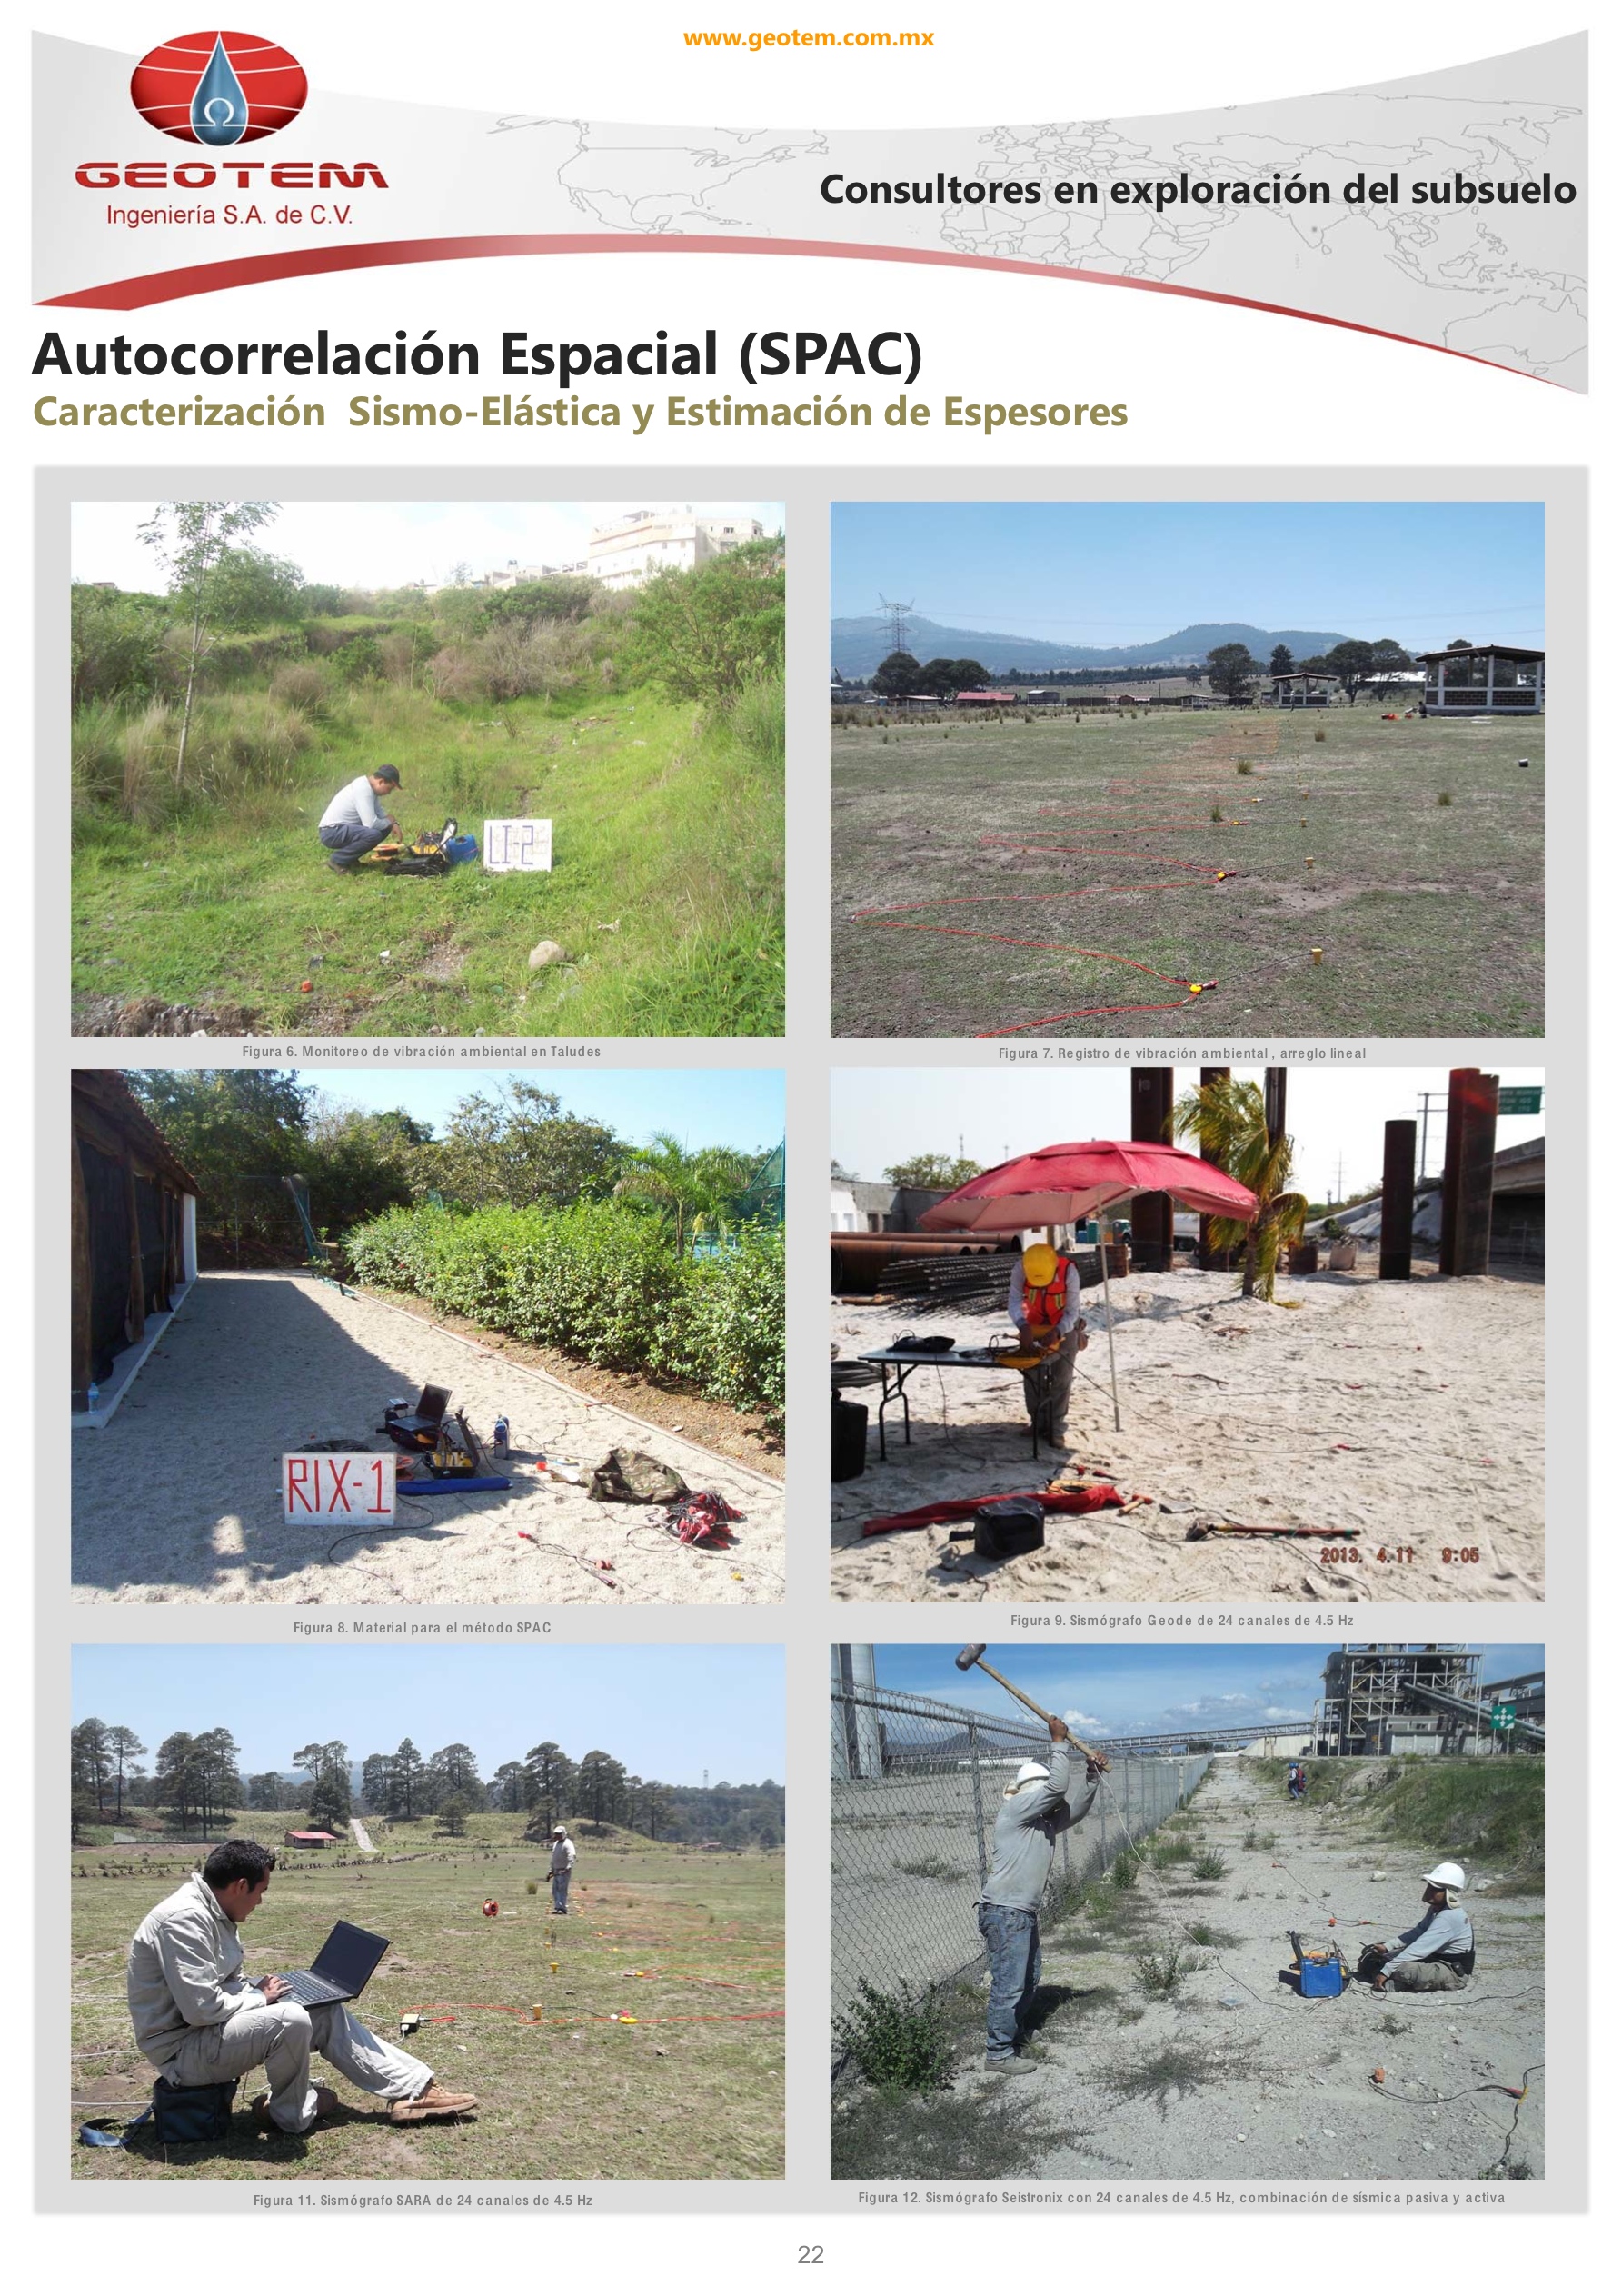 www.geotem.com.mx
Ω
GEOTEM
Ingeniería S.A. de C.V.
Consultores en exploración del subsuelo
Autocorrelación Espacial (SPAC)
Caracterización Sismo-Elástica y Estimación de Espesores
LI-2
Figura 6. Monitoreo de vibración ambiental en Taludes
Figura 7. Registro de vibración ambiental , arreglo lineal
RIX-1
2013. 4.11 9:05
Figura 8. Material para el método SPAC
Figura 9. Sismógrafo Geode de 24 canales de 4.5 Hz
Figura 11. Sismógrafo SARA de 24 canales de 4.5 Hz
Figura 12. Sismógrafo Seistronix con 24 canales de 4.5 Hz, combinación de sísmica pasiva y activa
22